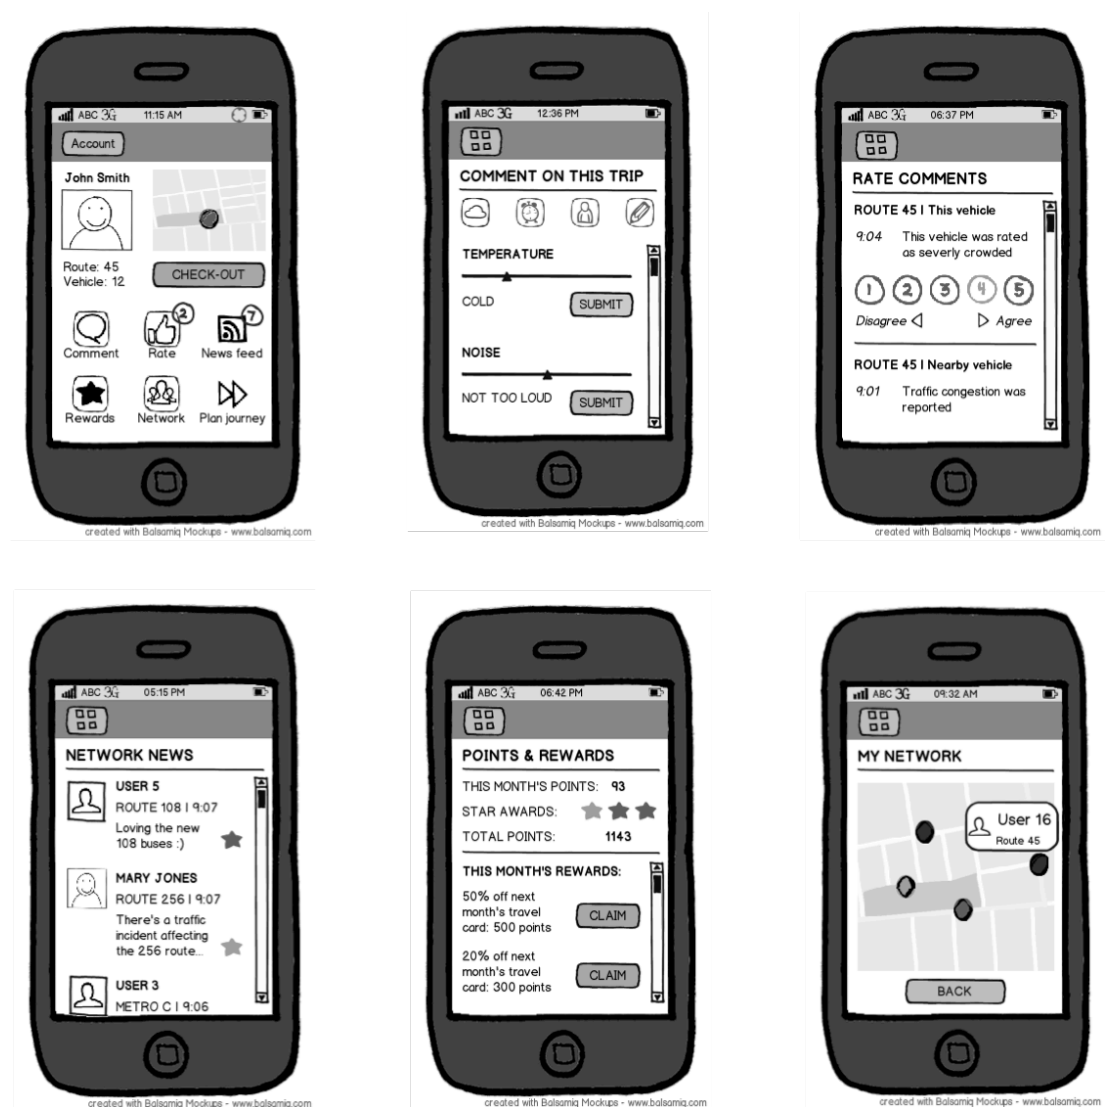 ABC 3G 11:15 AM
Account
John Smith
Route: 45
Vehicle: 12
CHECK-OUT
2
7
Comment Rate News feed
Rewards Network Plan journey
created with Balsamiq Mockups - www.balsamiq.com
ABC 3G 12:36 PM
COMMENT ON THIS TRIP
TEMPERATURE
COLD SUBMIT
NOISE
NOT TOO LOUD SUBMIT
created with Balsamiq Mockups - www.balsamiq.com
ABC 3G 06:37 PM
RATE COMMENTS
ROUTE 45 | This vehicle
9:04 This vehicle was rated
as severly crowded
1 2 3 4 5
Disagree Agree
ROUTE 45 | Nearby vehicle
9:01 Traffic congestion was
reported
created with Balsamiq Mockups - www.balsamiq.com
ABC 3G 05:15 PM
NETWORK NEWS
USER 5
ROUTE 108 | 9:07
Loving the new
108 buses :)
MARY JONES
ROUTE 256 | 9:07
There's a traffic
incident affecting
the 256 route...
USER 3
METRO C | 9:06
created with Balsamiq Mockups - www.balsamiq.com
ABC 3G 06:42 PM
POINTS & REWARDS
THIS MONTH'S POINTS: 93
STAR AWARDS:
TOTAL POINTS: 1143
THIS MONTH'S REWARDS:
50% off next
month's travel
card: 500 points
CLAIM
20% off next
month's travel
card: 300 points
CLAIM
created with Balsamiq Mockups - www.balsamiq.com
ABC 3G 09:32 AM
MY NETWORK
User 16
Route 45
BACK
created with Balsamiq Mockups - www.balsamiq.com